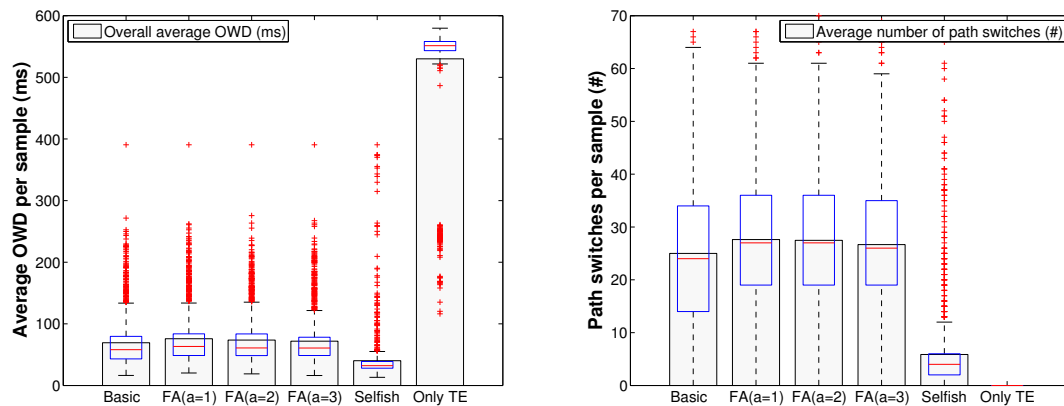 Overall average OWD (ms)
Average OWD per sample (ms)
600
500
400
300
200
100
0
Basic FA(a=1) FA(a=2) FA(a=3) Selfish Only TE
Average number of path switches (#)
Path switches per sample (#)
70
60
50
40
30
20
10
0
Basic FA(a=1) FA(a=2) FA(a=3) Selfish Only TE